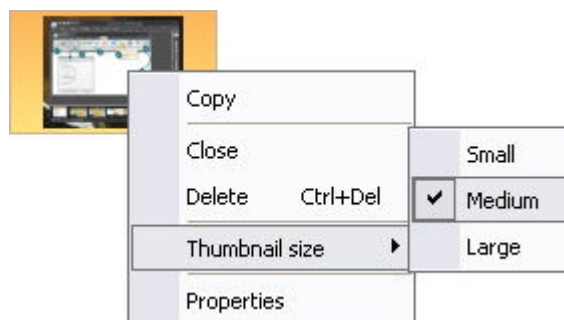 Copy
Close
Delete Ctrl+Del
Thumbnail size
Properties
Small
Medium
Large